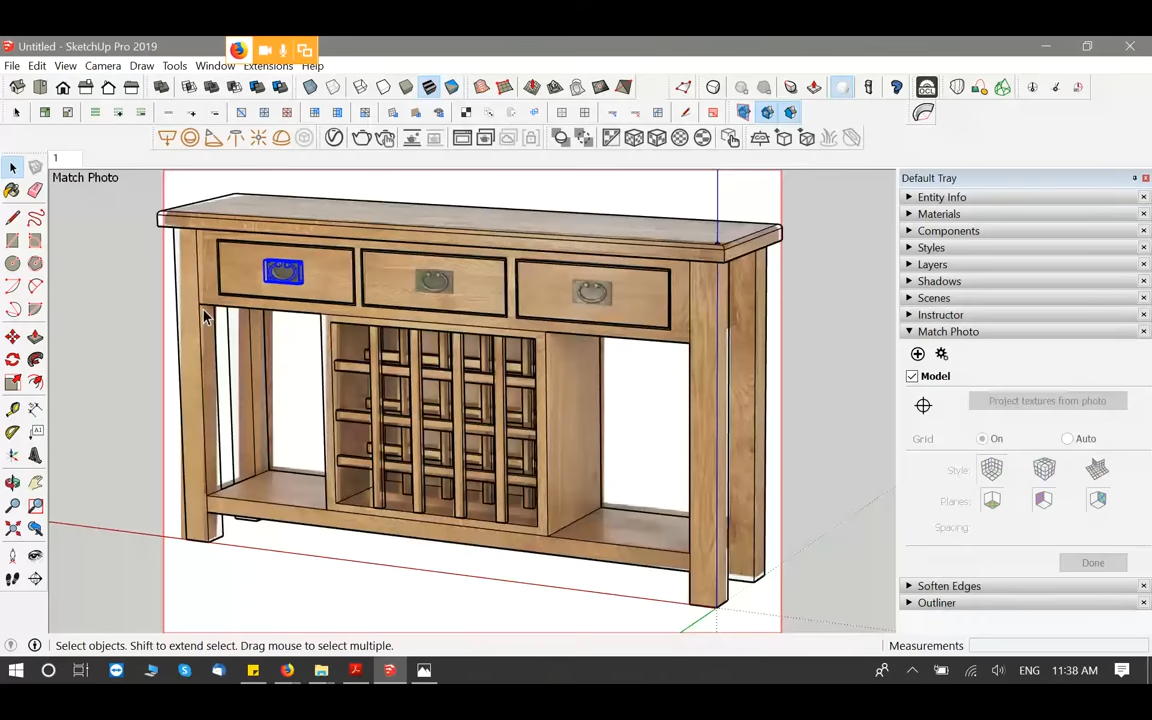 Untitled - SketchUp Pro 2019
File Edit View Camera Draw Tools Window Extensions Help
1
Match Photo
Default Tray
Entity Info
Materials
Components
Styles
Layers
Shadows
Scenes
Instructor
Match Photo
Model
Project textures from photo
Grid On Auto
Style:
Planes:
Spacing:
Done
Soften Edges
Outliner
Select objects. Shift to extend select. Drag mouse to select multiple.
Measurements
ENG
11:38 AM